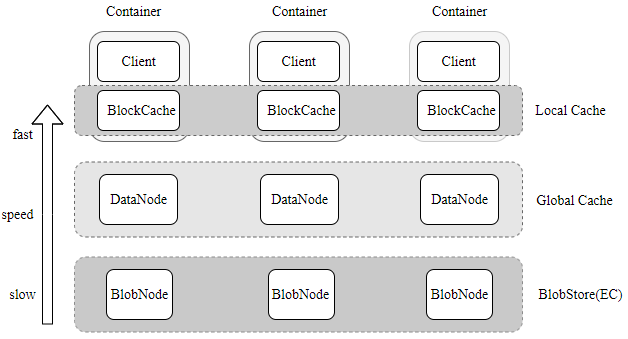 Container Container Container
Client Client Client
BlockCache BlockCache BlockCache Local Cache
fast
DataNode DataNode DataNode Global Cache
speed
BlobNode BlobNode BlobNode BlobStore(EC)
slow